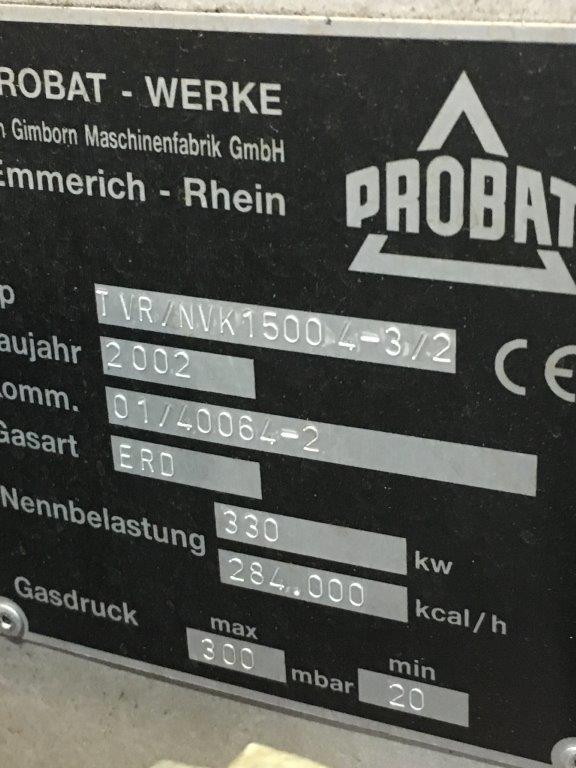 ROBAT - WERKE
n Gimborn Maschinenfabrik GmbH
Emmerich - Rhein
PROBAT
p
TVR/NVK1500 4-3/2
aujahr
2002
CE
omm.
01/40064-2
Gasart
ERD
Nennbelastung
330
kw
284.000
kcal/h
Gasdruck
max
300
mbar
min
20